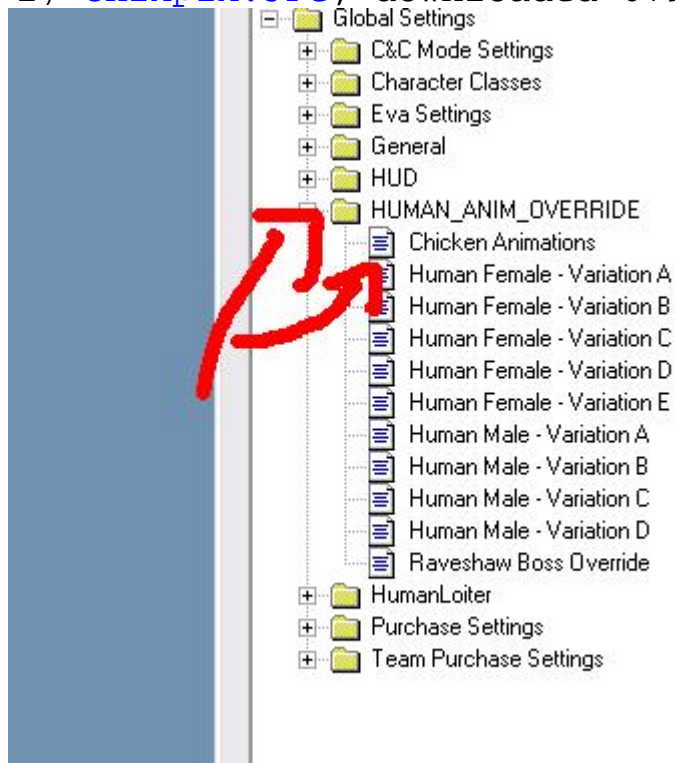 Global Settings
C&C Mode Settings
Character Classes
Eva Settings
General
HUD
HUMAN_ANIM_OVERRIDE
Chicken Animations
Human Female - Variation A
Human Female - Variation B
Human Female - Variation C
Human Female - Variation D
Human Female - Variation E
Human Male - Variation A
Human Male - Variation B
Human Male - Variation C
Human Male - Variation D
Raveshaw Boss Override
HumanLoiter
Purchase Settings
Team Purchase Settings